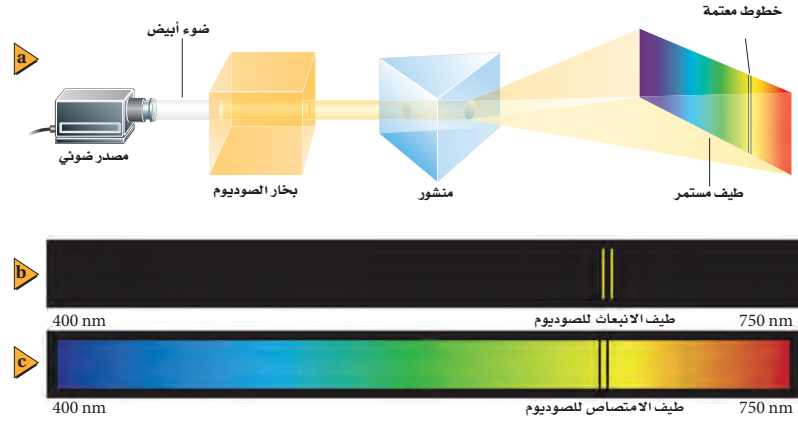 خطوط معتمة
ضوء أبيض
a
مصدر ضوئي
بخار الصوديوم
منشور
طيف مستمر
b
400 nm
طيف الانبعاث للصوديوم
750 nm
c
400 nm
طيف الامتصاص للصوديوم
750 nm